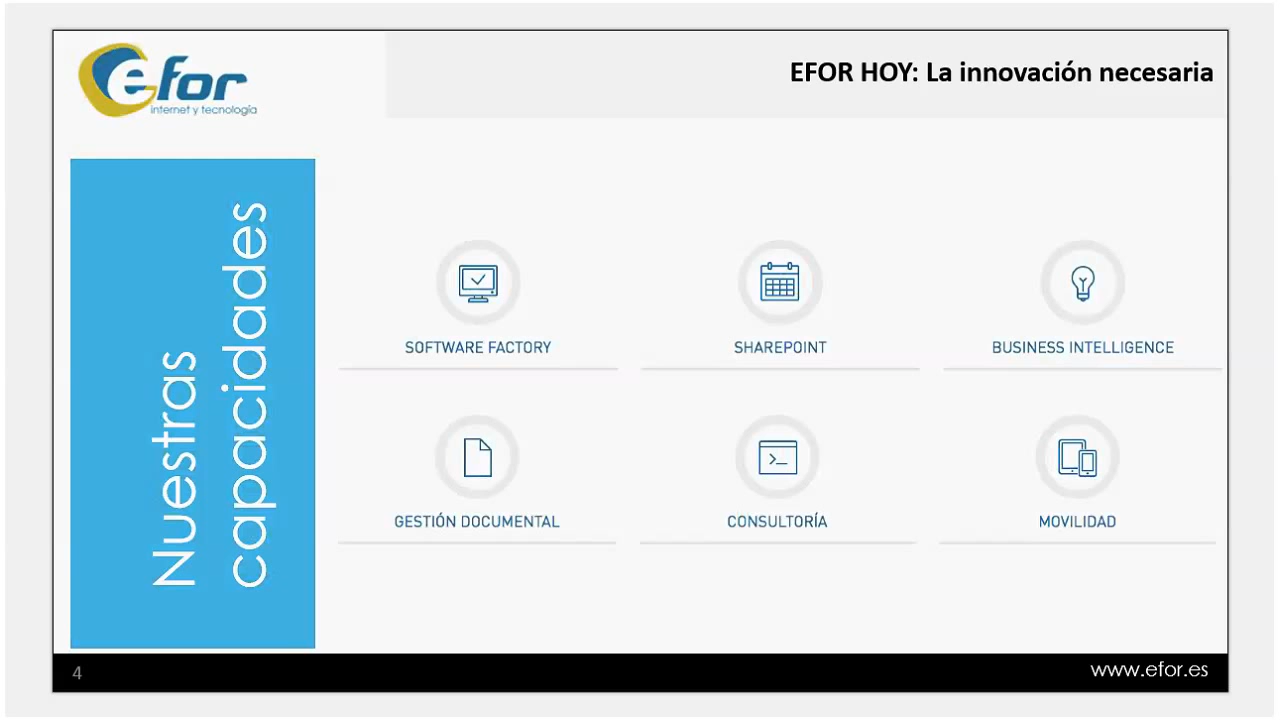 efor
internet y tecnología
EFOR HOY: La innovación necesaria
Nuestras
capacidades
SOFTWARE FACTORY
SHAREPOINT
BUSINESS INTELLIGENCE
GESTIÓN DOCUMENTAL
CONSULTORÍA
MOVILIDAD
4
www.efor.es